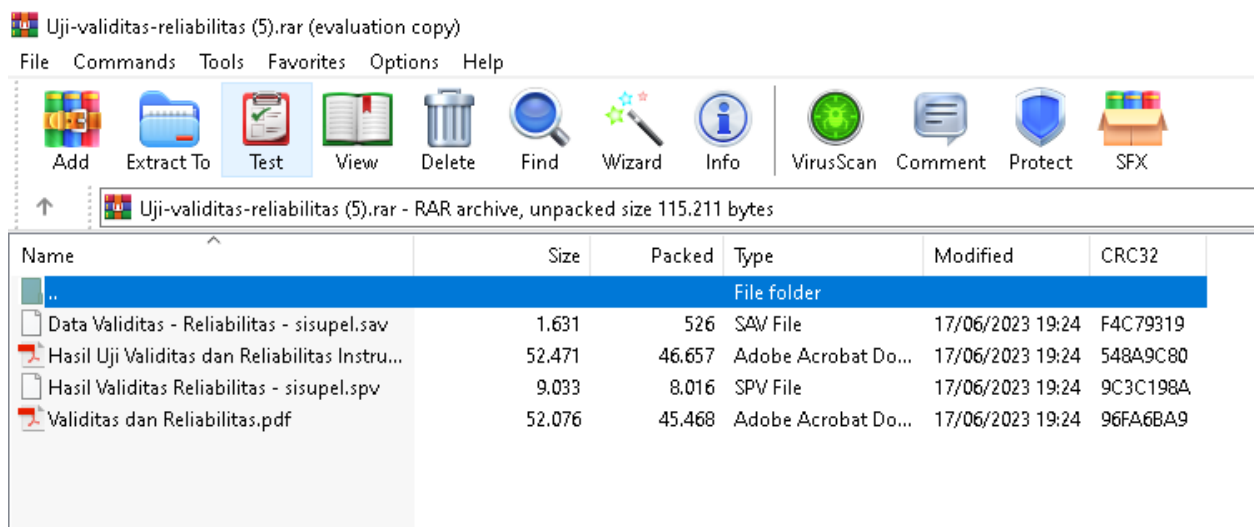 Uji-validitas-reliabilitas (5).rar (evaluation copy)
File Commands Tools Favorites Options Help
Add Extract To Test View Delete Find Wizard Info VirusScan Comment Protect SFX
Uji-validitas-reliabilitas (5).rar - RAR archive, unpacked size 115.211 bytes
Name Size Packed Type Modified CRC32
.. File folder
Data Validitas - Reliabilitas - sisupel.sav 1.631 526 SAV File 17/06/2023 19:24 F4C79319
Hasil Uji Validitas dan Reliabilitas Instru... 52.471 46.657 Adobe Acrobat Do... 17/06/2023 19:24 548A9C80
Hasil Validitas Reliabilitas - sisupel.spv 9.033 8.016 SPV File 17/06/2023 19:24 9C3C198A
Validitas dan Reliabilitas.pdf 52.076 45.468 Adobe Acrobat Do... 17/06/2023 19:24 96FA6BA9